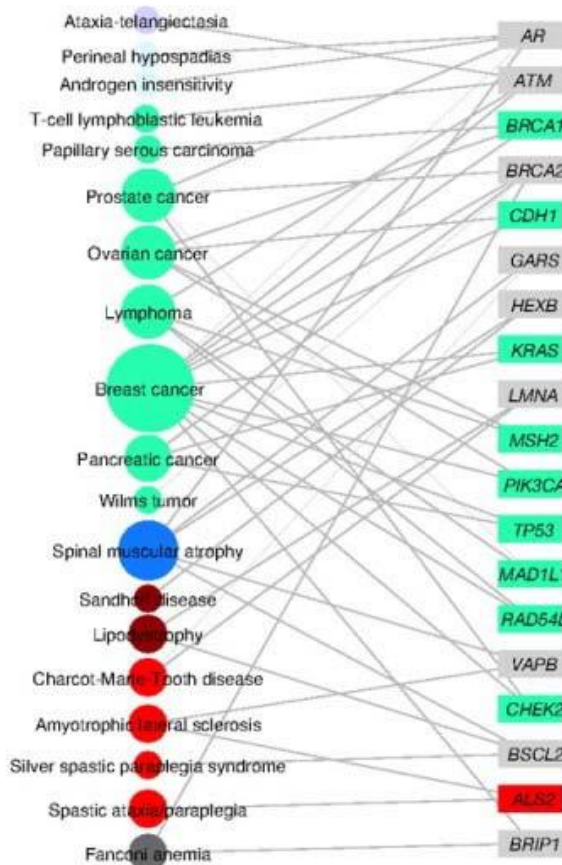 Ataxia-telangiectasia
Perineal hypospadias
Androgen insensitivity
T-cell lymphoblastic leukemia
Papillary serous carcinoma
Prostate cancer
Ovarian cancer
Lymphoma
Breast cancer
Pancreatic cancer
Wilms tumor
Spinal muscular atrophy
Sandhoff disease
Lipodystrophy
Charcot-Marie-Tooth disease
Amyotrophic lateral sclerosis
Silver spastic paraplegia syndrome
Spastic ataxia/paraplegia
Fanconi anemia
AR
ATM
BRCA1
BRCA2
CDH1
GARS
HEXB
KRAS
LMNA
MSH2
PIK3CA
TP53
MAD1L1
RAD54L
VAPB
CHEK2
BSCL2
ALS2
BRIP1